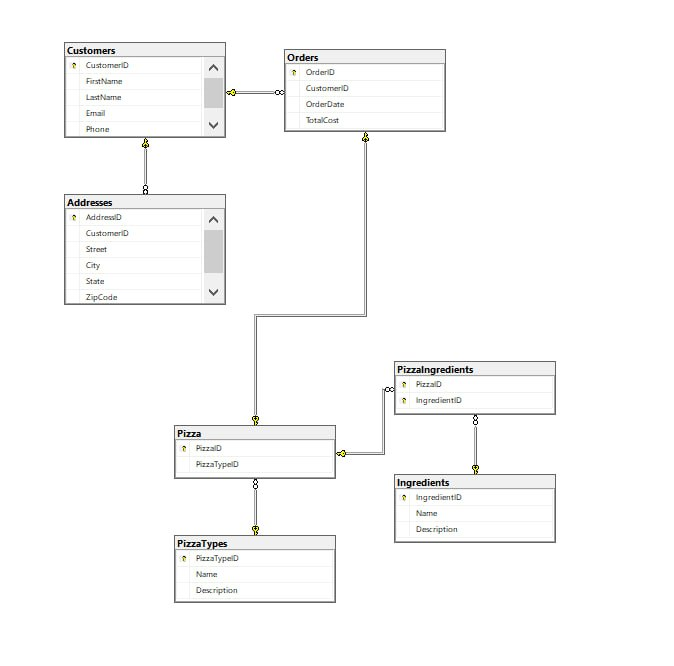 Customers
CustomerID
FirstName
LastName
Email
Phone
Orders
OrderID
CustomerID
OrderDate
TotalCost
Addresses
AddressID
CustomerID
Street
City
State
ZipCode
PizzaIngredients
PizzaID
IngredientID
Pizza
PizzaID
PizzaTypeID
Ingredients
IngredientID
Name
Description
PizzaTypes
PizzaTypeID
Name
Description